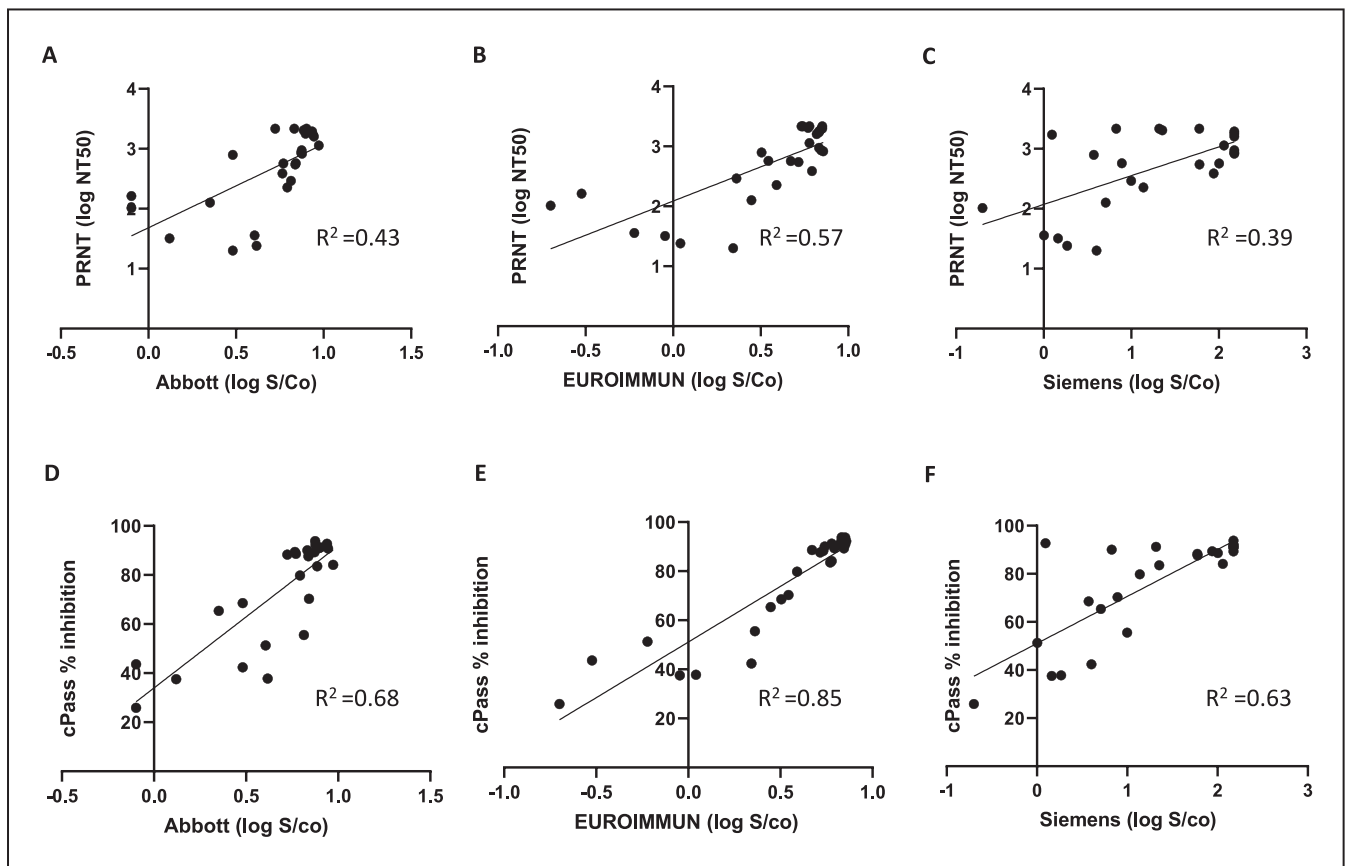 A
PRNT (log NT50)
4
3
2
1
R² =0.43
-0.5
0.0
0.5
1.0
1.5
Abbott (log S/Co)
B
PRNT (log NT50)
4
3
2
1
R² =0.57
-1.0
-0.5
0.0
0.5
1.0
EUROIMMUN (log S/Co)
C
PRNT (log NT50)
4
3
2
1
R² =0.39
-1
0
1
2
3
Siemens (log S/Co)
D
cPass % inhibition
100
80
60
40
20
R² =0.68
-0.5
0.0
0.5
1.0
1.5
Abbott (log S/co)
E
cPass % inhibition
100
80
60
40
20
R² =0.85
-1.0
-0.5
0.0
0.5
1.0
EUROIMMUN (log S/co)
F
cPass % inhibition
100
80
60
40
20
R² =0.63
-1
0
1
2
3
Siemens (log S/co)